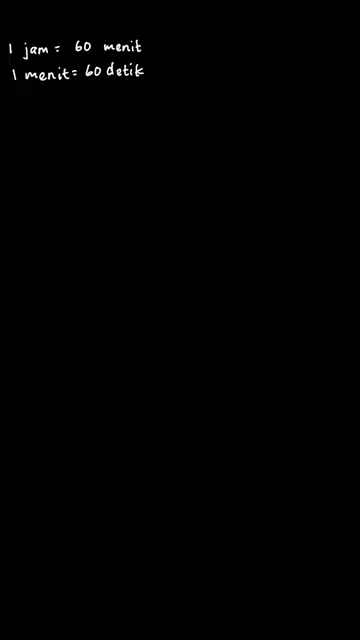 1 jam = 60 menit
1 menit = 60 detik